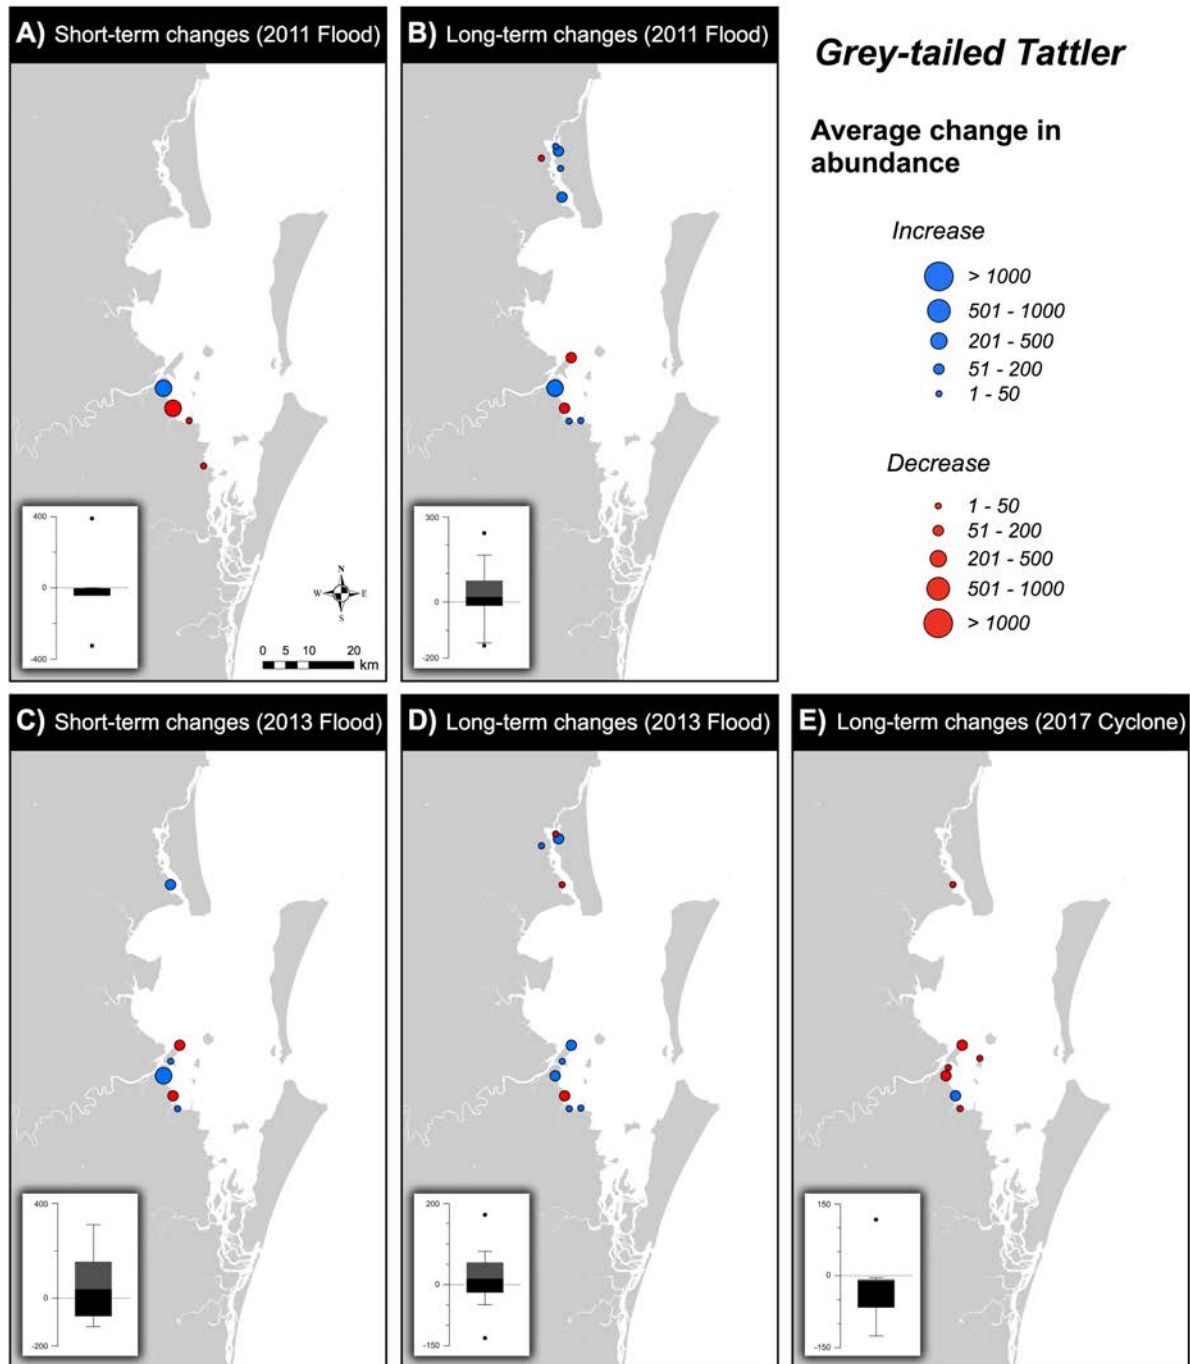 A) Short-term changes (2011 Flood)
B) Long-term changes (2011 Flood)
Grey-tailed Tattler
Average change in
abundance
Increase
> 1000
501 - 1000
201 - 500
51 - 200
1 - 50
Decrease
1 - 50
51 - 200
201 - 500
501 - 1000
> 1000
400
0
-400
N
W E
S
0 5 10 20
km
300
0
-200
C) Short-term changes (2013 Flood)
D) Long-term changes (2013 Flood)
E) Long-term changes (2017 Cyclone)
400
0
-200
200
0
-150
150
0
-150